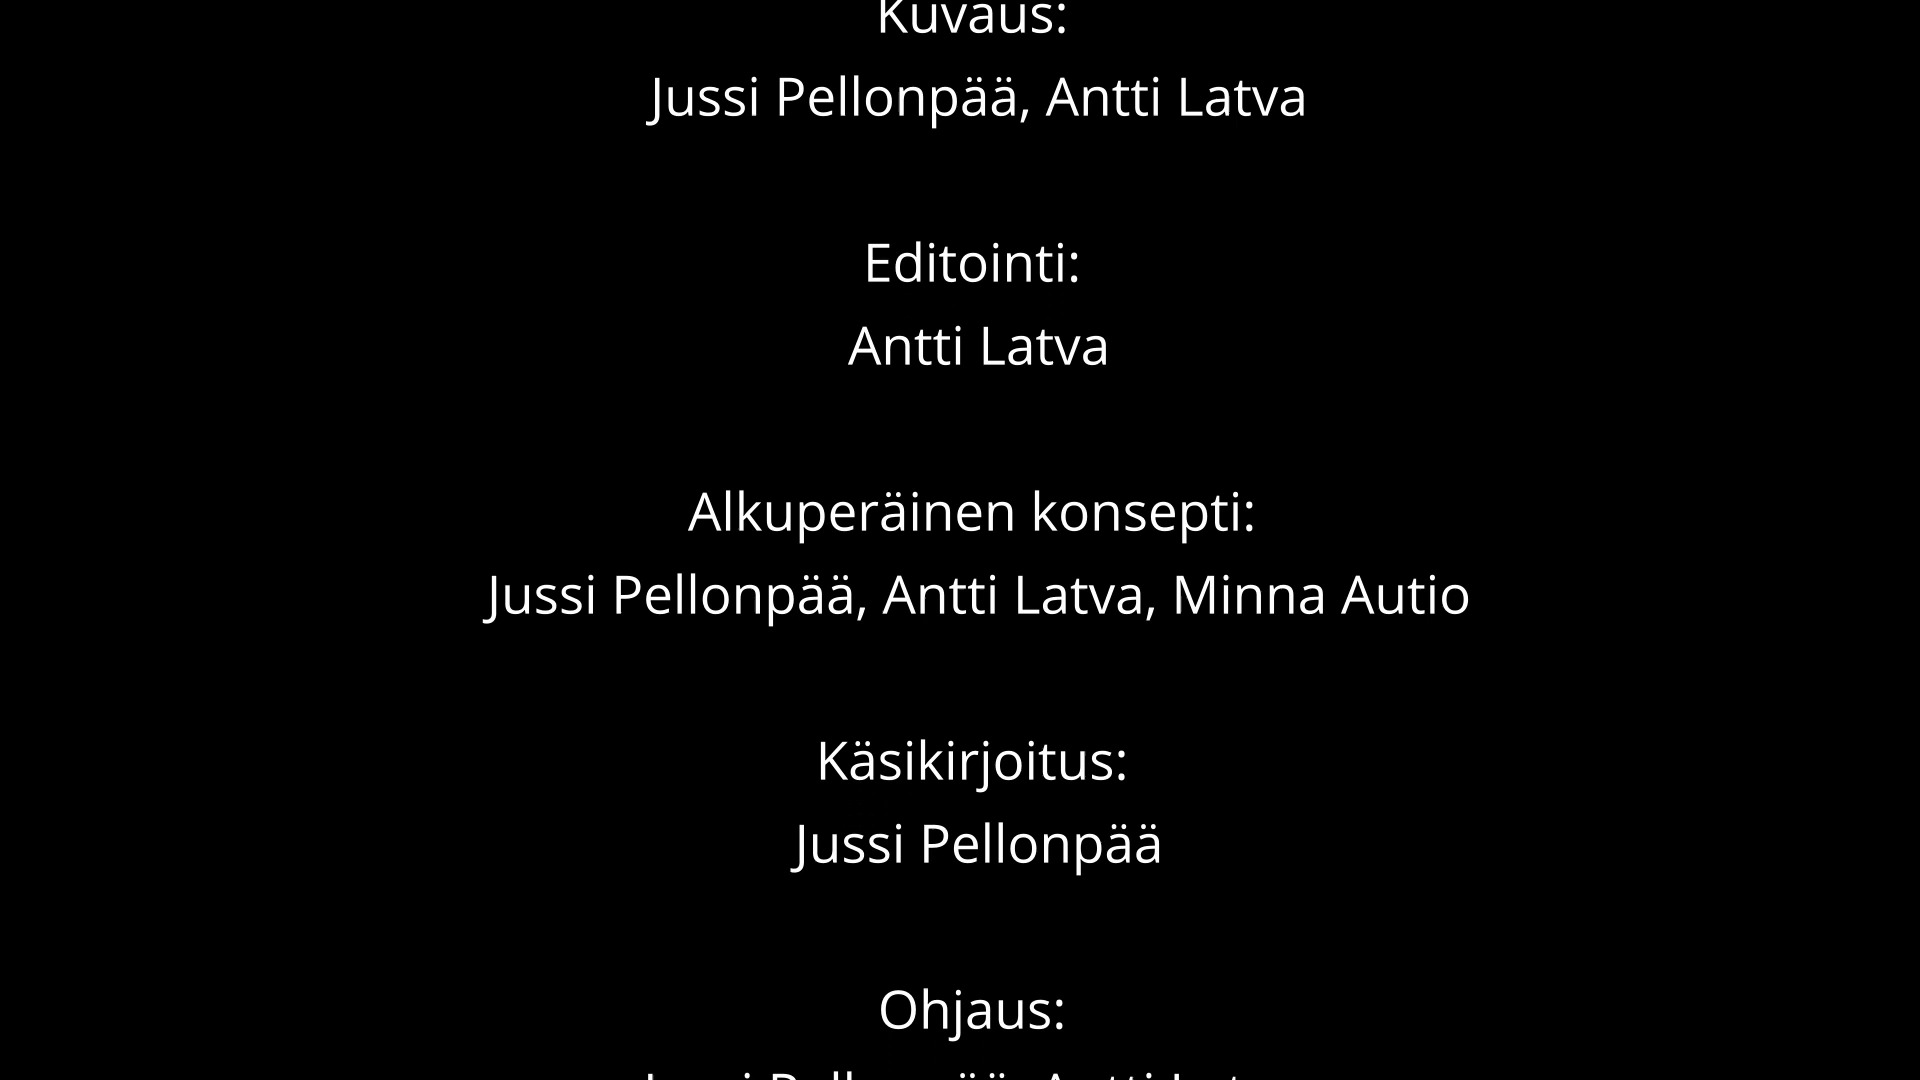 Kuvaus:
Jussi Pellonpää, Antti Latva
Editointi:
Antti Latva
Alkuperäinen konsepti:
Jussi Pellonpää, Antti Latva, Minna Autio
Käsikirjoitus:
Jussi Pellonpää
Ohjaus: